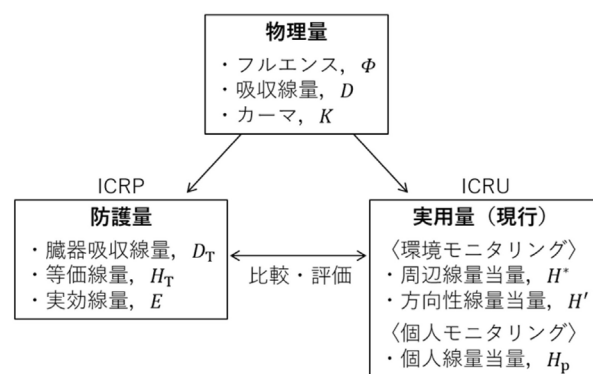 物理量
・フルエンス, Φ
・吸収線量, D
・カーマ, K
ICRP
ICRU
防護量
・臓器吸収線量, D_T
・等価線量, H_T
・実効線量, E
比較・評価
実用量（現行）
〈環境モニタリング〉
・周辺線量当量, H*
・方向性線量当量, H′
〈個人モニタリング〉
・個人線量当量, H_p